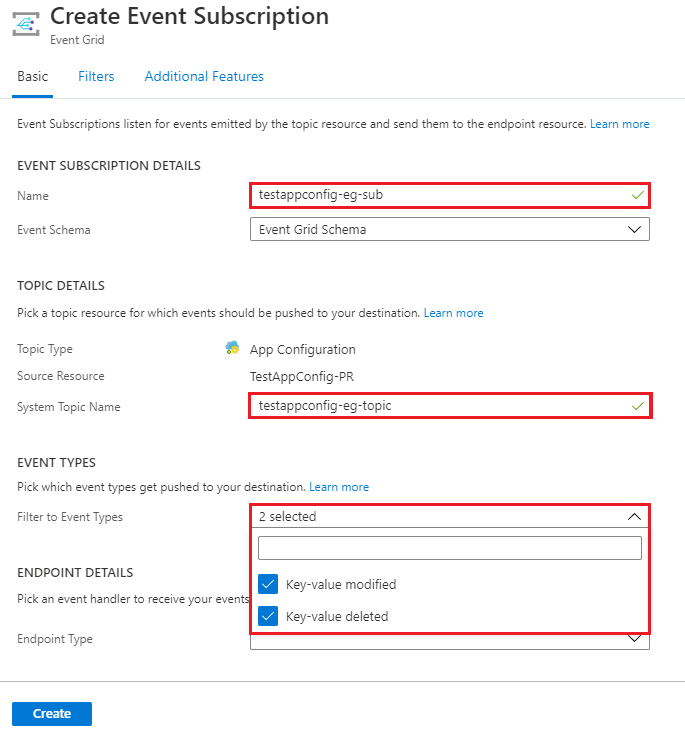 Create Event Subscription
Event Grid
Basic Filters Additional Features
Event Subscriptions listen for events emitted by the topic resource and send them to the endpoint resource. Learn more
EVENT SUBSCRIPTION DETAILS
Name testappconfig-eg-sub
Event Schema Event Grid Schema
TOPIC DETAILS
Pick a topic resource for which events should be pushed to your destination. Learn more
Topic Type App Configuration
Source Resource TestAppConfig-PR
System Topic Name testappconfig-eg-topic
EVENT TYPES
Pick which event types get pushed to your destination. Learn more
Filter to Event Types 2 selected
ENDPOINT DETAILS
Key-value modified
Pick an event handler to receive your events
Key-value deleted
Endpoint Type
Create